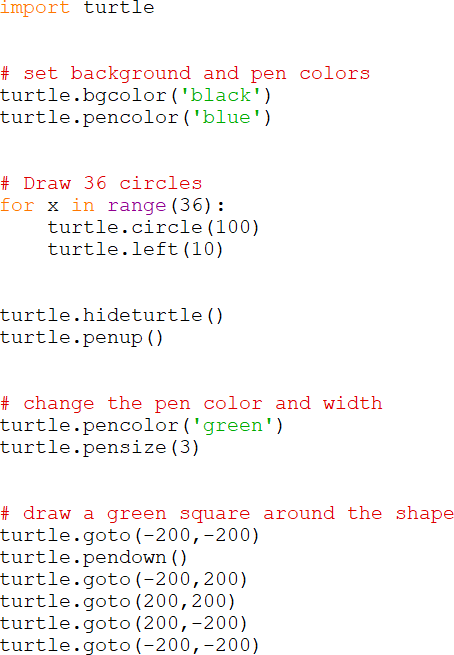 import turtle
# set background and pen colors
turtle.bgcolor('black')
turtle.pencolor('blue')
# Draw 36 circles
for x in range(36):
    turtle.circle(100)
    turtle.left(10)
turtle.hideturtle()
turtle.penup()
# change the pen color and width
turtle.pencolor('green')
turtle.pensize(3)
# draw a green square around the shape
turtle.goto(-200,-200)
turtle.pendown()
turtle.goto(-200,200)
turtle.goto(200,200)
turtle.goto(200,-200)
turtle.goto(-200,-200)